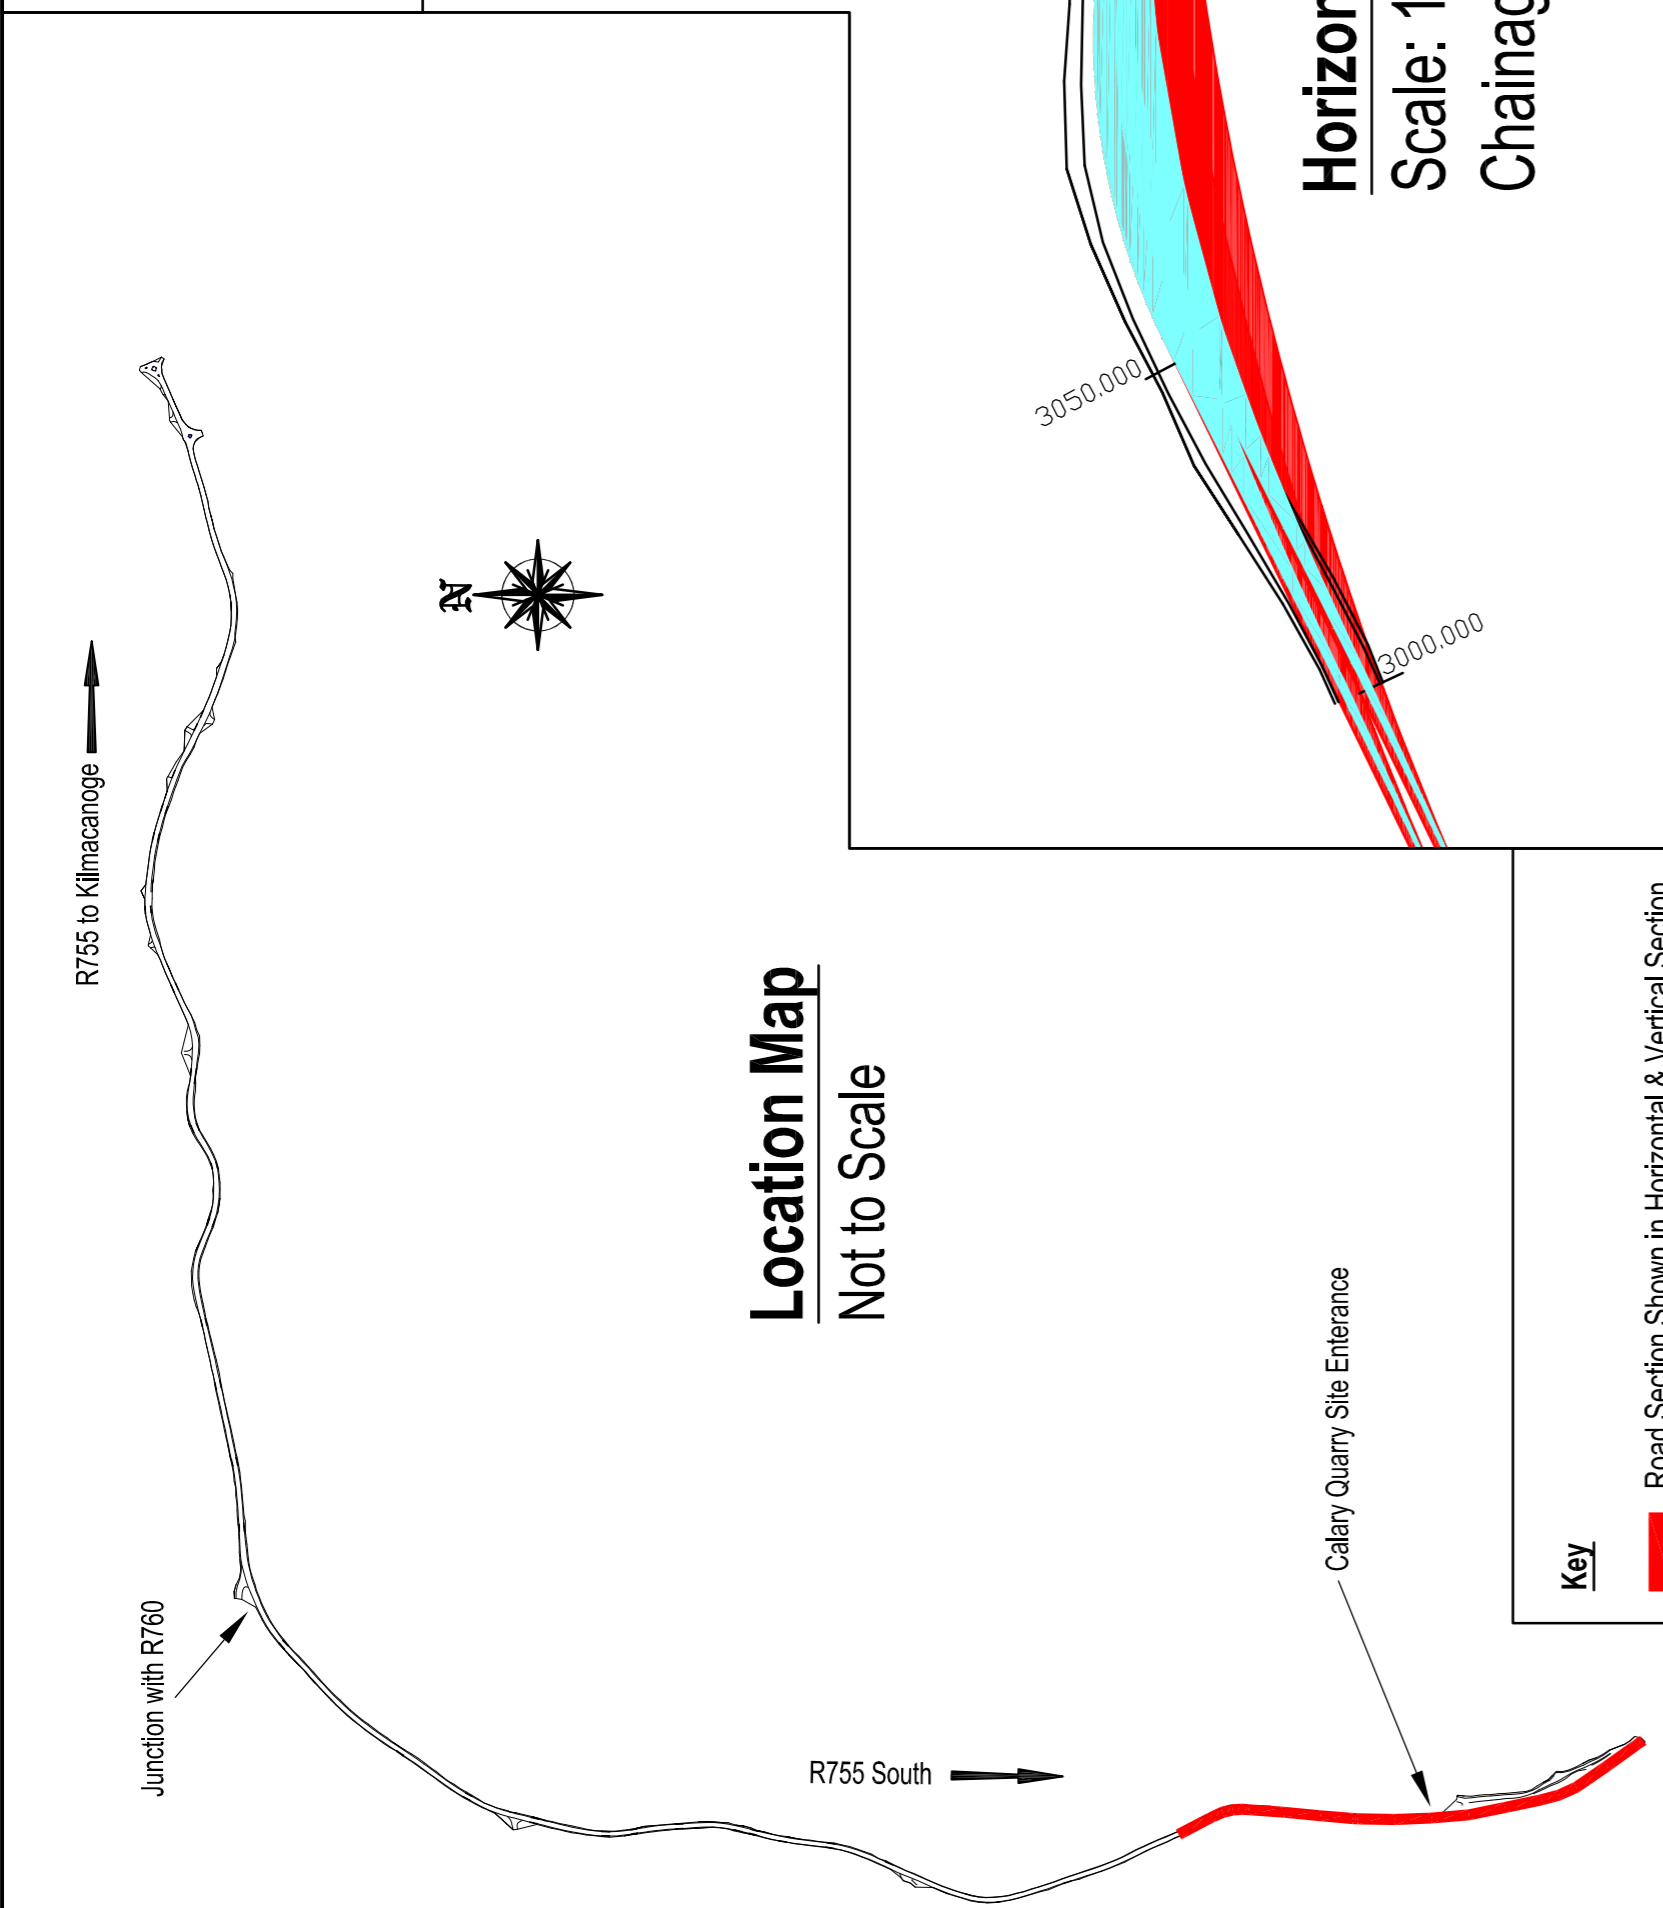 R755 to Kilmacanoge
N
Location Map
Not to Scale
Junction with R760
R755 South
Calary Quarry Site Enterance
Key
Road Section Shown in Horizontal & Vertical Section
3050.000
3000.000
Horizon
Scale: 1
Chainag